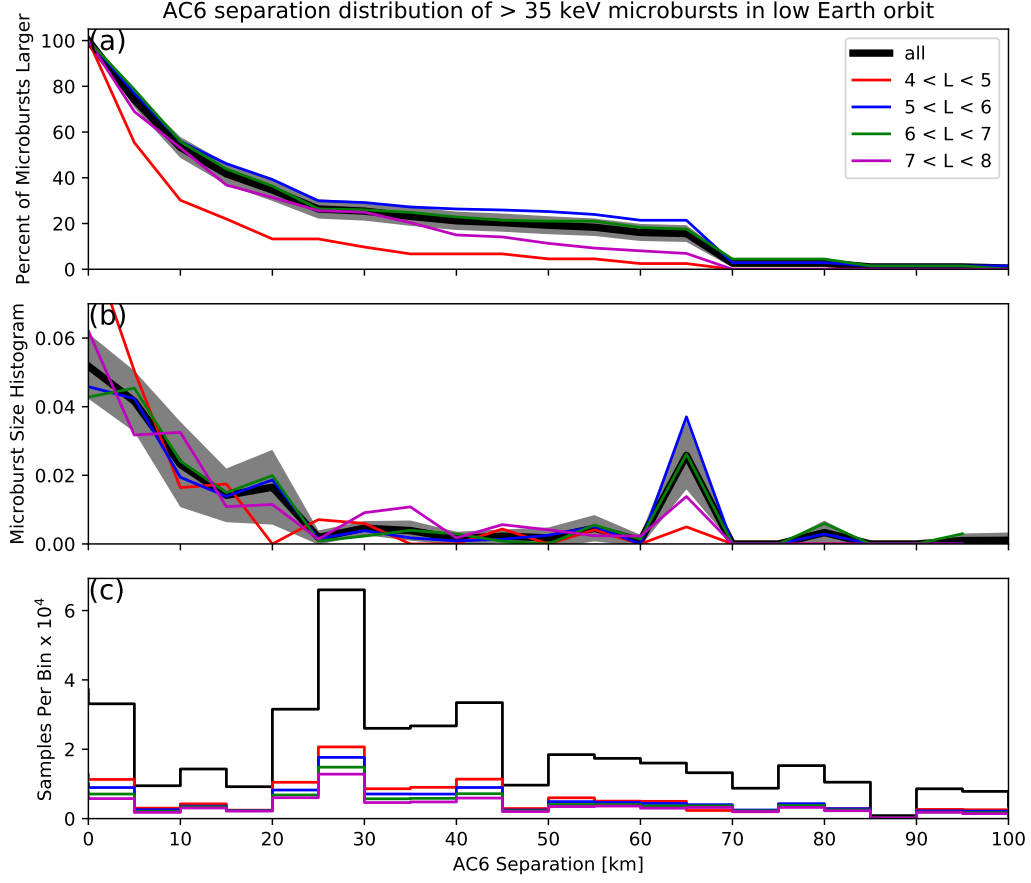 AC6 separation distribution of > 35 keV microbursts in low Earth orbit
(a)
Percent of Microbursts Larger
100
80
60
40
20
0
all
4 < L < 5
5 < L < 6
6 < L < 7
7 < L < 8
(b)
Microburst Size Histogram
0.06
0.04
0.02
0.00
(c)
Samples Per Bin x 10⁴
6
4
2
0
0 10 20 30 40 50 60 70 80 90 100
AC6 Separation [km]